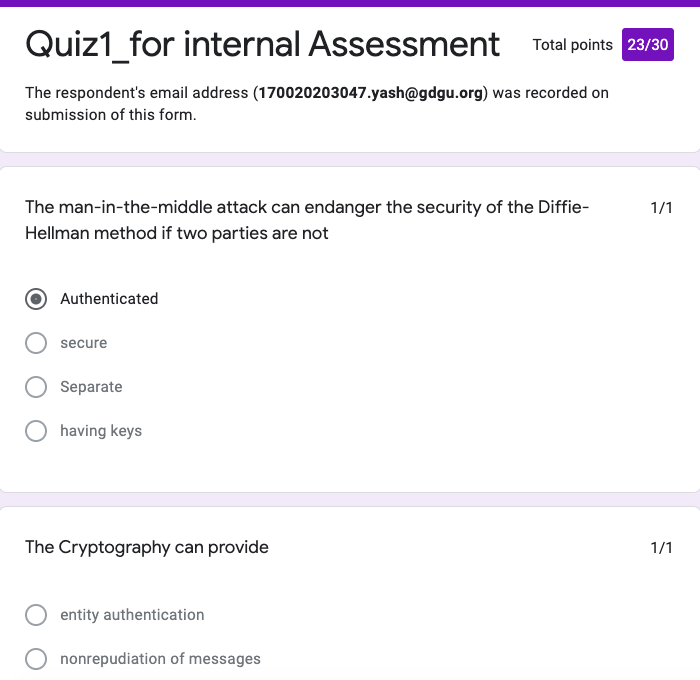 Quiz1_for internal Assessment
Total points 23/30
The respondent's email address (170020203047.yash@gdgu.org) was recorded on
submission of this form.
The man-in-the-middle attack can endanger the security of the Diffie-
1/1
Hellman method if two parties are not
Authenticated
secure
Separate
having keys
The Cryptography can provide
1/1
entity authentication
nonrepudiation of messages